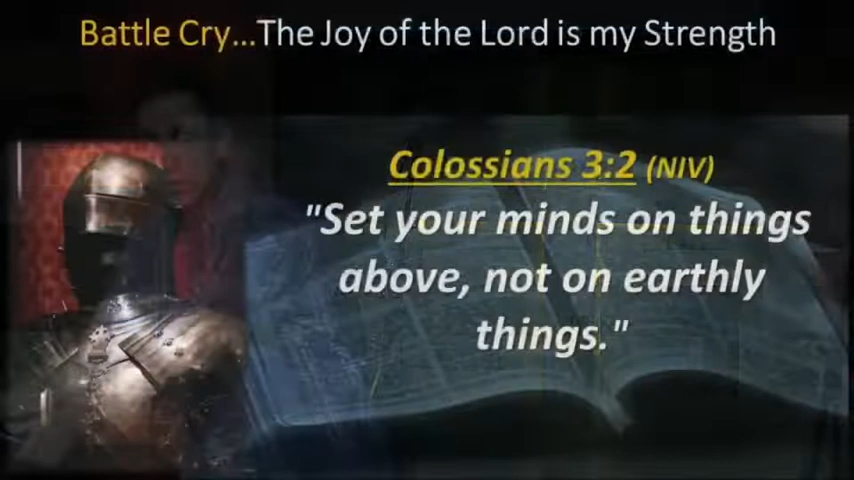 Battle Cry...The Joy of the Lord is my Strength
Colossians 3:2 (NIV)
"Set your minds on things
above, not on earthly
things."